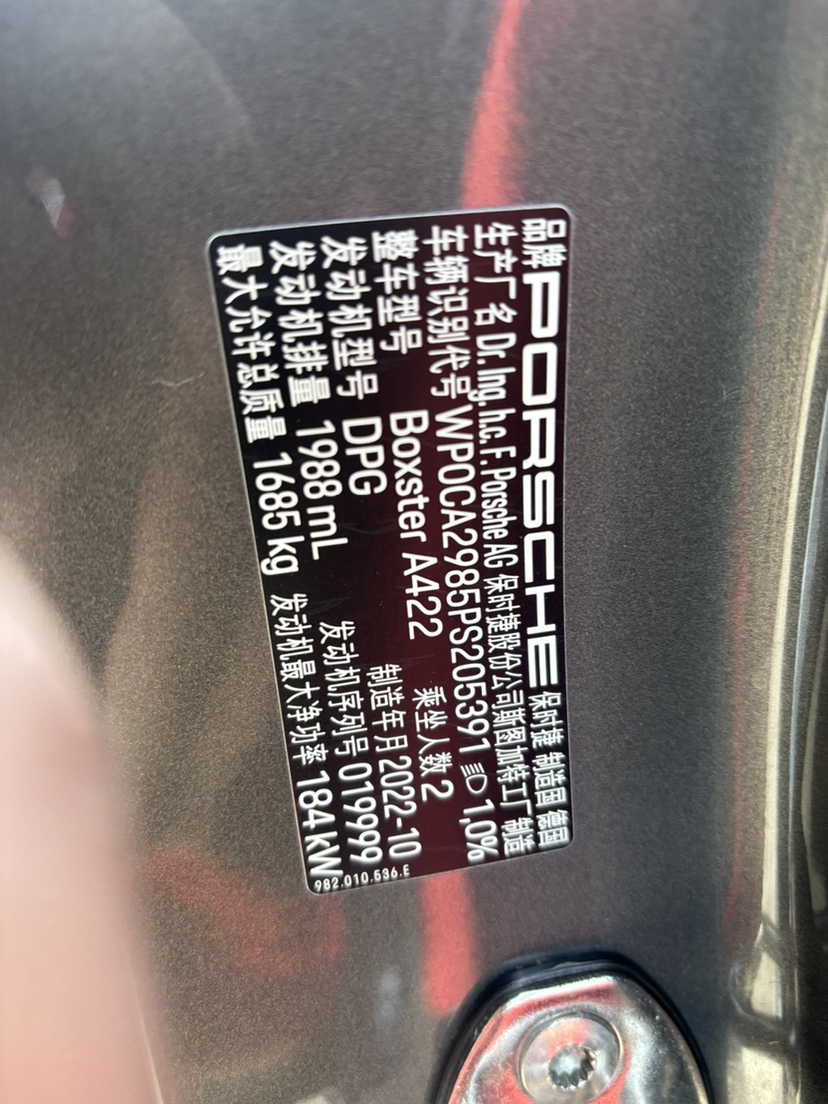 品牌 PORSCHE 保时捷 制造国 德国
生产厂名 Dr. Ing. h.c. F. Porsche AG 保时捷股份公司斯图加特工厂 制造
车辆识别代号 WP0CA2985PS205391 1,0%
整车型号 Boxster A422 乘坐人数 2
发动机型号 DPG 制造年月 2022-10
发动机排量 1988 mL 发动机序列号 019999
最大允许总质量 1685 kg 发动机最大净功率 184 kW
982.010.536.E